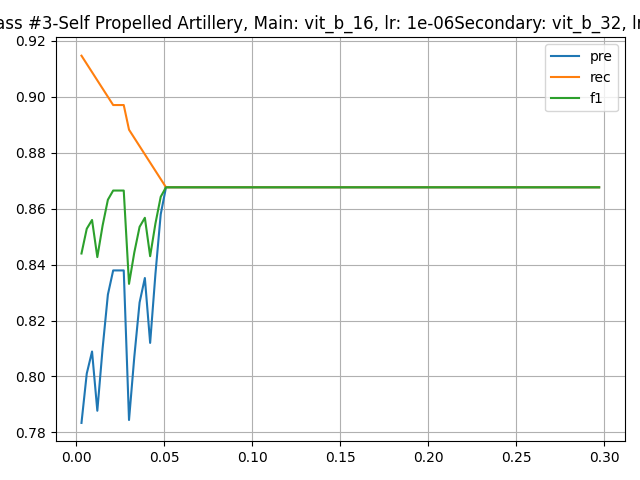 ass #3-Self Propelled Artillery, Main: vit_b_16, lr: 1e-06Secondary: vit_b_32, lr
pre
rec
f1
0.92
0.90
0.88
0.86
0.84
0.82
0.80
0.78
0.00 0.05 0.10 0.15 0.20 0.25 0.30